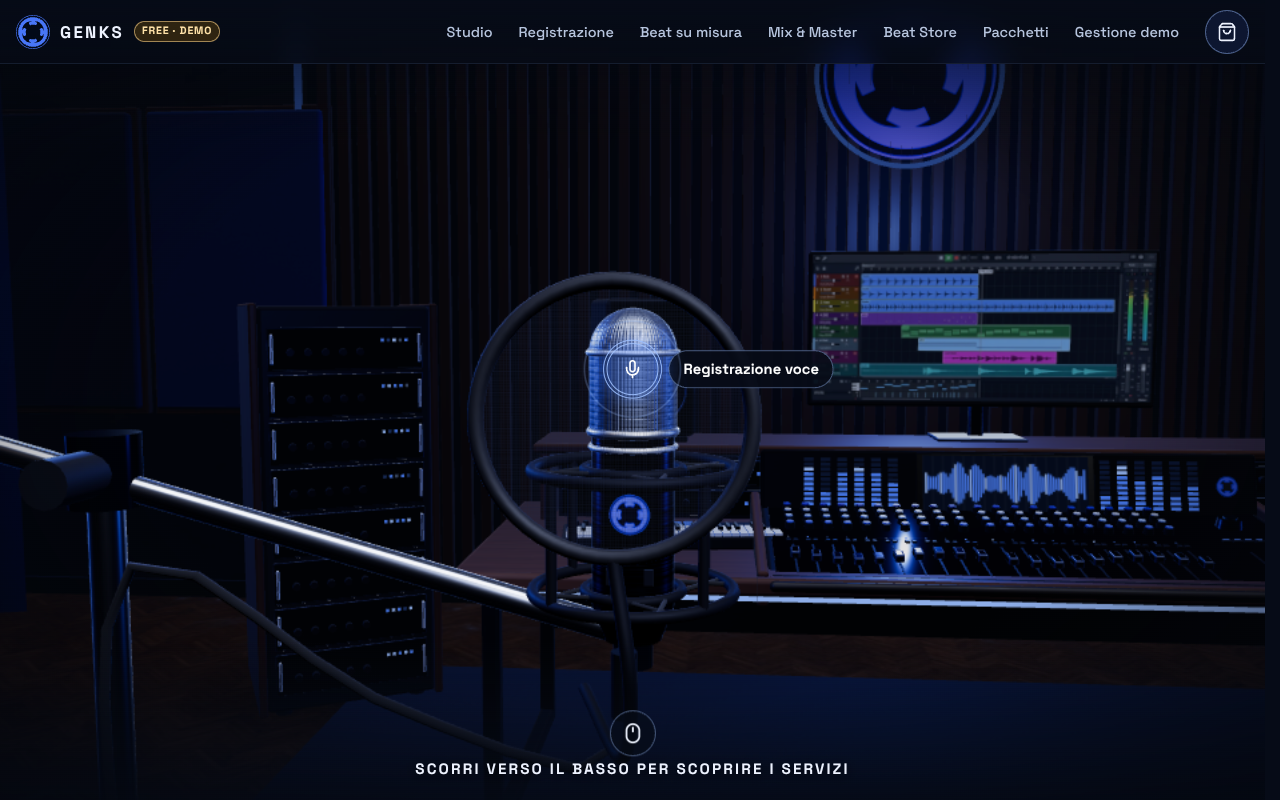 GENKS
FREE · DEMO
Studio
Registrazione
Beat su misura
Mix & Master
Beat Store
Pacchetti
Gestione demo
Registrazione voce
SCORRI VERSO IL BASSO PER SCOPRIRE I SERVIZI